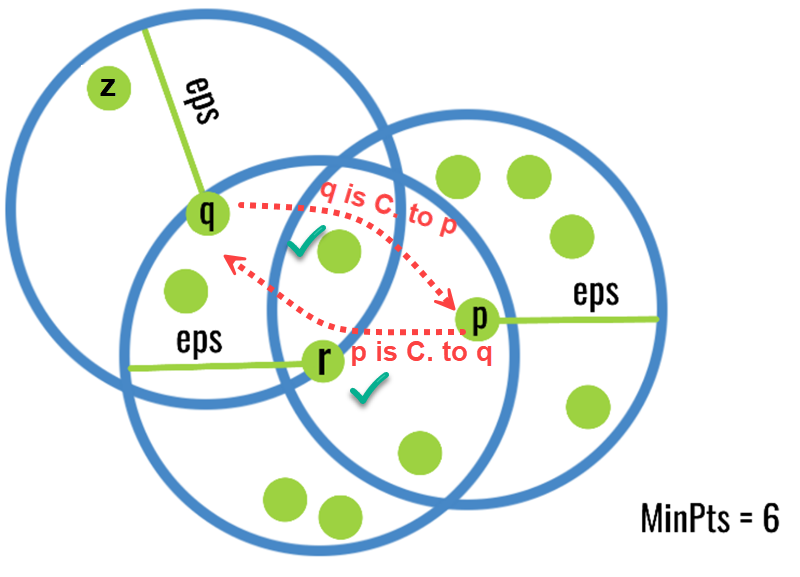 z
eps
q
q is C. to p
eps
p
eps
r
p is C. to q
MinPts = 6